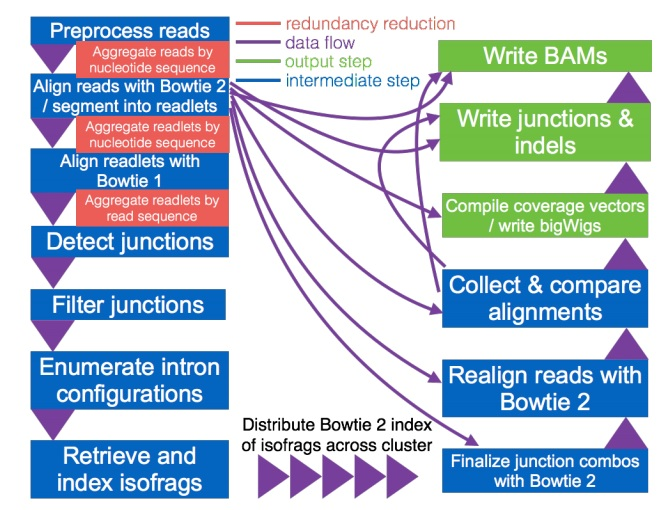 Preprocess reads
Aggregate reads by
nucleotide sequence
Align reads with Bowtie 2
/ segment into readlets
Aggregate readlets by
nucleotide sequence
Align readlets with
Bowtie 1
Aggregate readlets by
read sequence
Detect junctions
Filter junctions
Enumerate intron
configurations
Retrieve and
index isofrags
redundancy reduction
data flow
output step
intermediate step
Distribute Bowtie 2 index
of isofrags across cluster
Write BAMs
Write junctions &
indels
Compile coverage vectors
/ write bigWigs
Collect & compare
alignments
Realign reads with
Bowtie 2
Finalize junction combos
with Bowtie 2